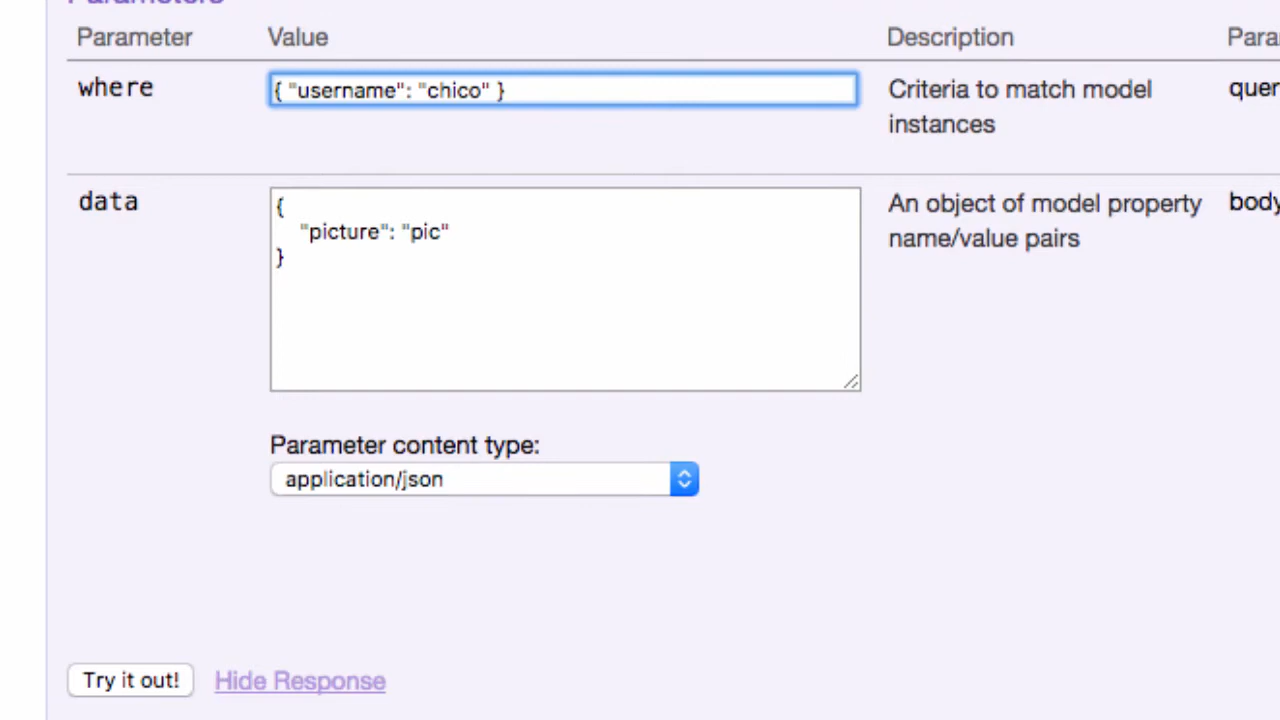 Parameters
Parameter Value Description Para
where { "username": "chico" } Criteria to match model quer
instances
data { An object of model property body
"picture": "pic" name/value pairs
}
Parameter content type:
application/json
Try it out! Hide Response